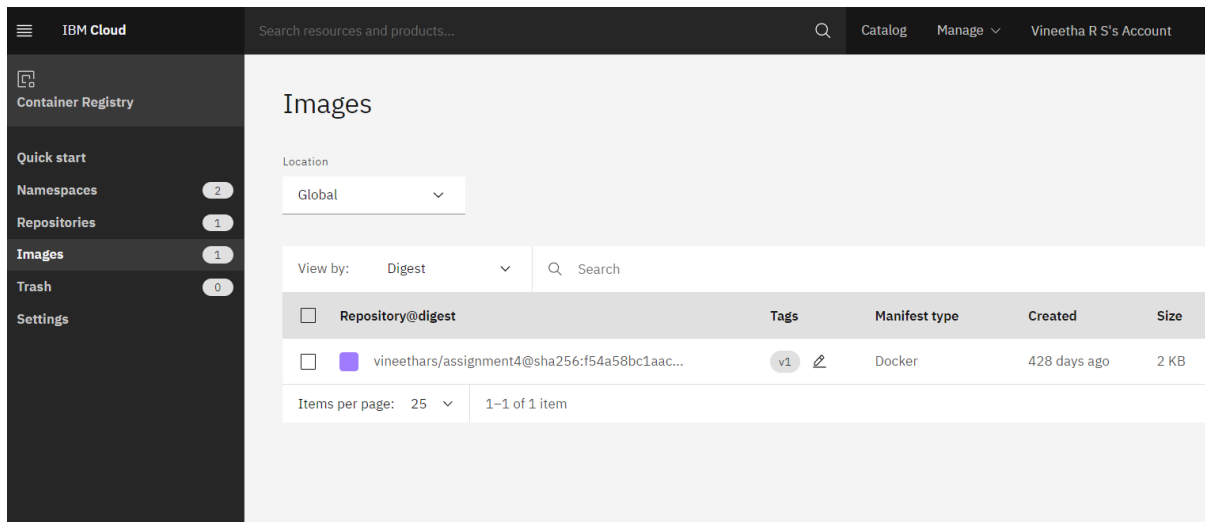 IBM Cloud
Search resources and products...
Catalog
Manage
Vineetha R S's Account
Container Registry
Quick start
Namespaces 2
Repositories 1
Images 1
Trash 0
Settings
Images
Location
Global
View by: Digest
Search
Repository@digest Tags Manifest type Created Size
vineethars/assignment4@sha256:f54a58bc1aac... v1 Docker 428 days ago 2 KB
Items per page: 25 1–1 of 1 item